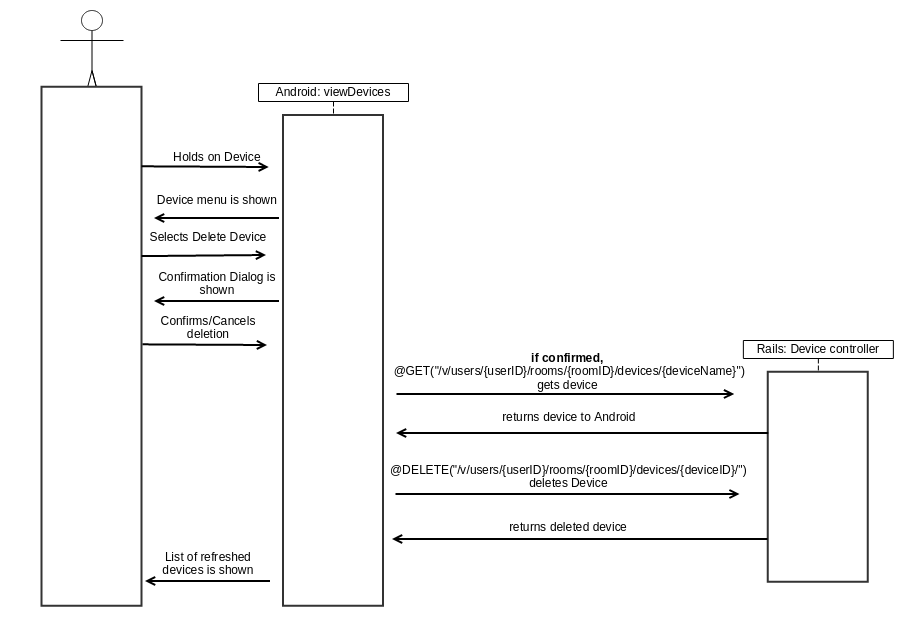 Android: viewDevices
Holds on Device
Device menu is shown
Selects Delete Device
Confirmation Dialog is
shown
Confirms/Cancels
deletion
Rails: Device controller
if confirmed,
@GET("/v/users/{userID}/rooms/{roomID}/devices/{deviceName}")
gets device
returns device to Android
@DELETE("/v/users/{userID}/rooms/{roomID}/devices/{deviceID}/")
deletes Device
returns deleted device
List of refreshed
devices is shown